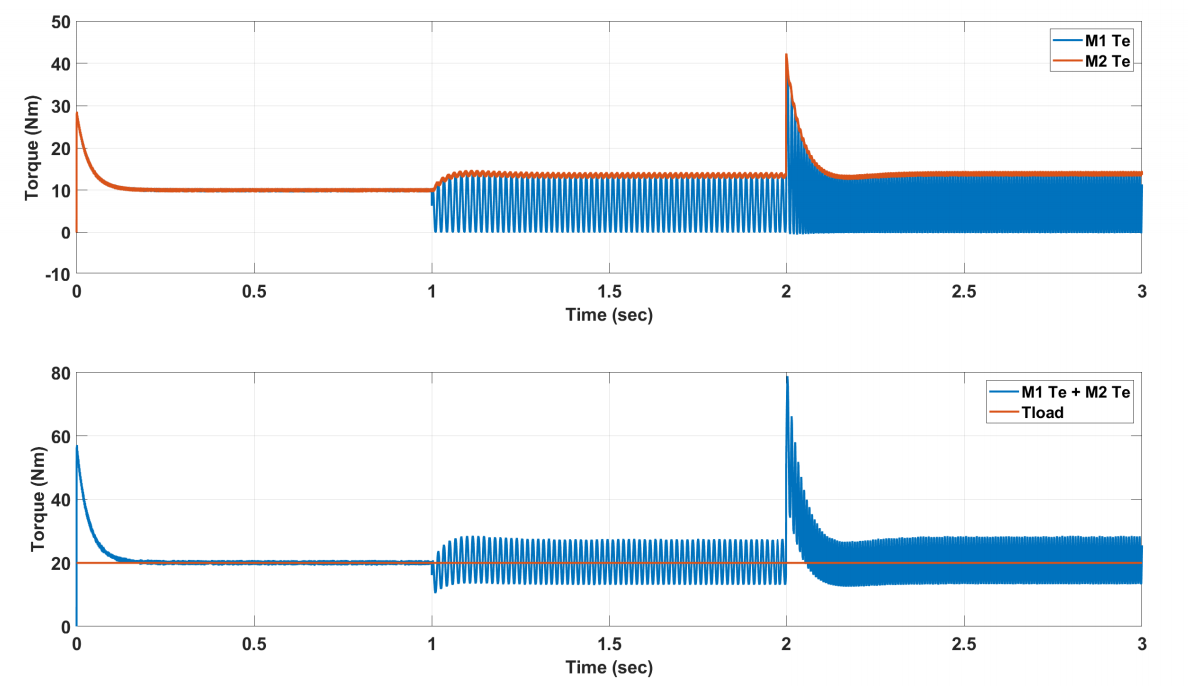 50
40
30
20
10
0
-10
Torque (Nm)
M1 Te
M2 Te
0 0.5 1 1.5 2 2.5 3
Time (sec)
80
60
40
20
0
Torque (Nm)
M1 Te + M2 Te
Tload
0 0.5 1 1.5 2 2.5 3
Time (sec)